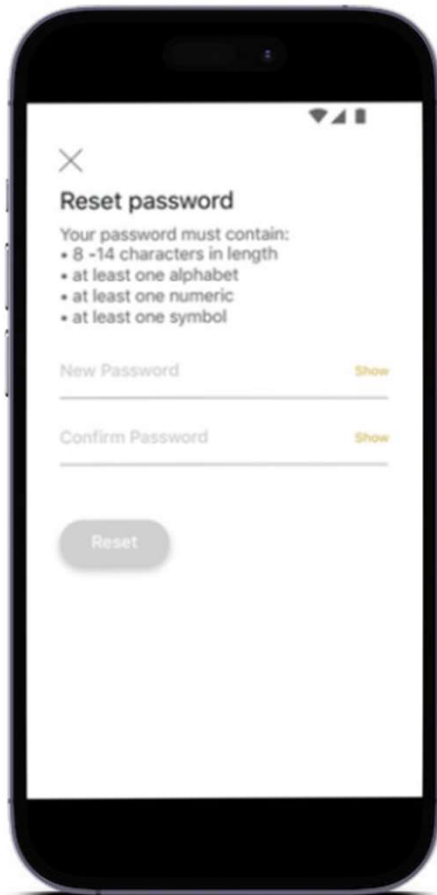 Reset password
Your password must contain:
• 8 -14 characters in length
• at least one alphabet
• at least one numeric
• at least one symbol
New Password Show
Confirm Password Show
Reset